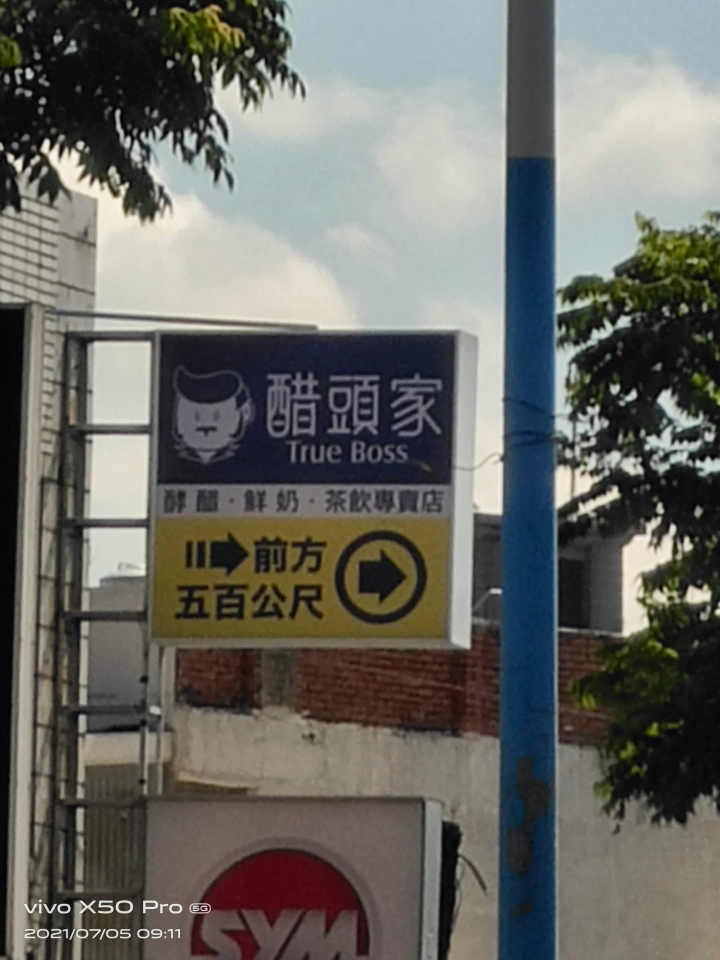 醋頭家
True Boss
酵醋·鮮奶·茶飲專賣店
前方
五百公尺
SYM
vivo X50 Pro 5G
2021/07/05 09:11